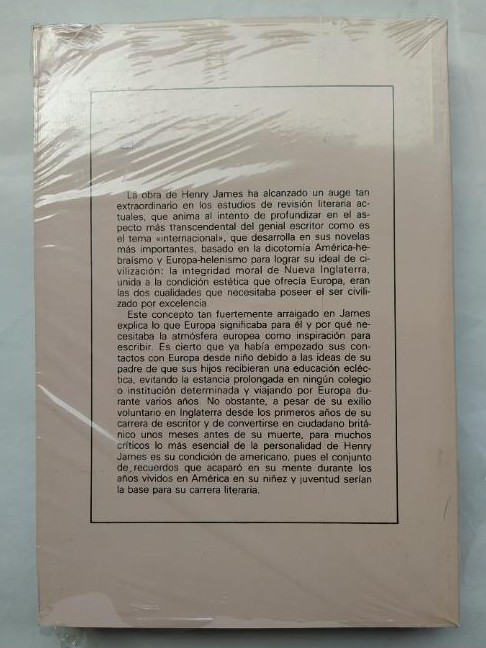 La obra de Henry James ha alcanzado un auge tan
extraordinario en los estudios de revisión literaria ac-
tuales, que anima al intento de profundizar en el as-
pecto más transcendental del genial escritor como es
el tema «internacional», que desarrolla en sus novelas
más importantes, basado en la dicotomía América-he-
braísmo y Europa-helenismo para lograr su ideal de ci-
vilización: la integridad moral de Nueva Inglaterra,
unida a la condición estética que ofrecía Europa, eran
las dos cualidades que necesitaba poseer el ser civili-
zado por excelencia.
Este concepto tan fuertemente arraigado en James
explica lo que Europa significaba para él y por qué ne-
cesitaba la atmósfera europea como inspiración para
escribir. Es cierto que ya había empezado sus con-
tactos con Europa desde niño debido a las ideas de su
padre de que sus hijos recibieran una educación ecléc-
tica, evitando la estancia prolongada en ningún colegio
o institución determinada y viajando por Europa du-
rante varios años. No obstante, a pesar de su exilio
voluntario en Inglaterra desde los primeros años de su
carrera de escritor y de convertirse en ciudadano britá-
nico unos meses antes de su muerte, para muchos
críticos lo más esencial de la personalidad de Henry
James es su condición de americano, pues el conjunto
de recuerdos que acaparó en su mente durante los
años vividos en América en su niñez y juventud serían
la base para su carrera literaria.